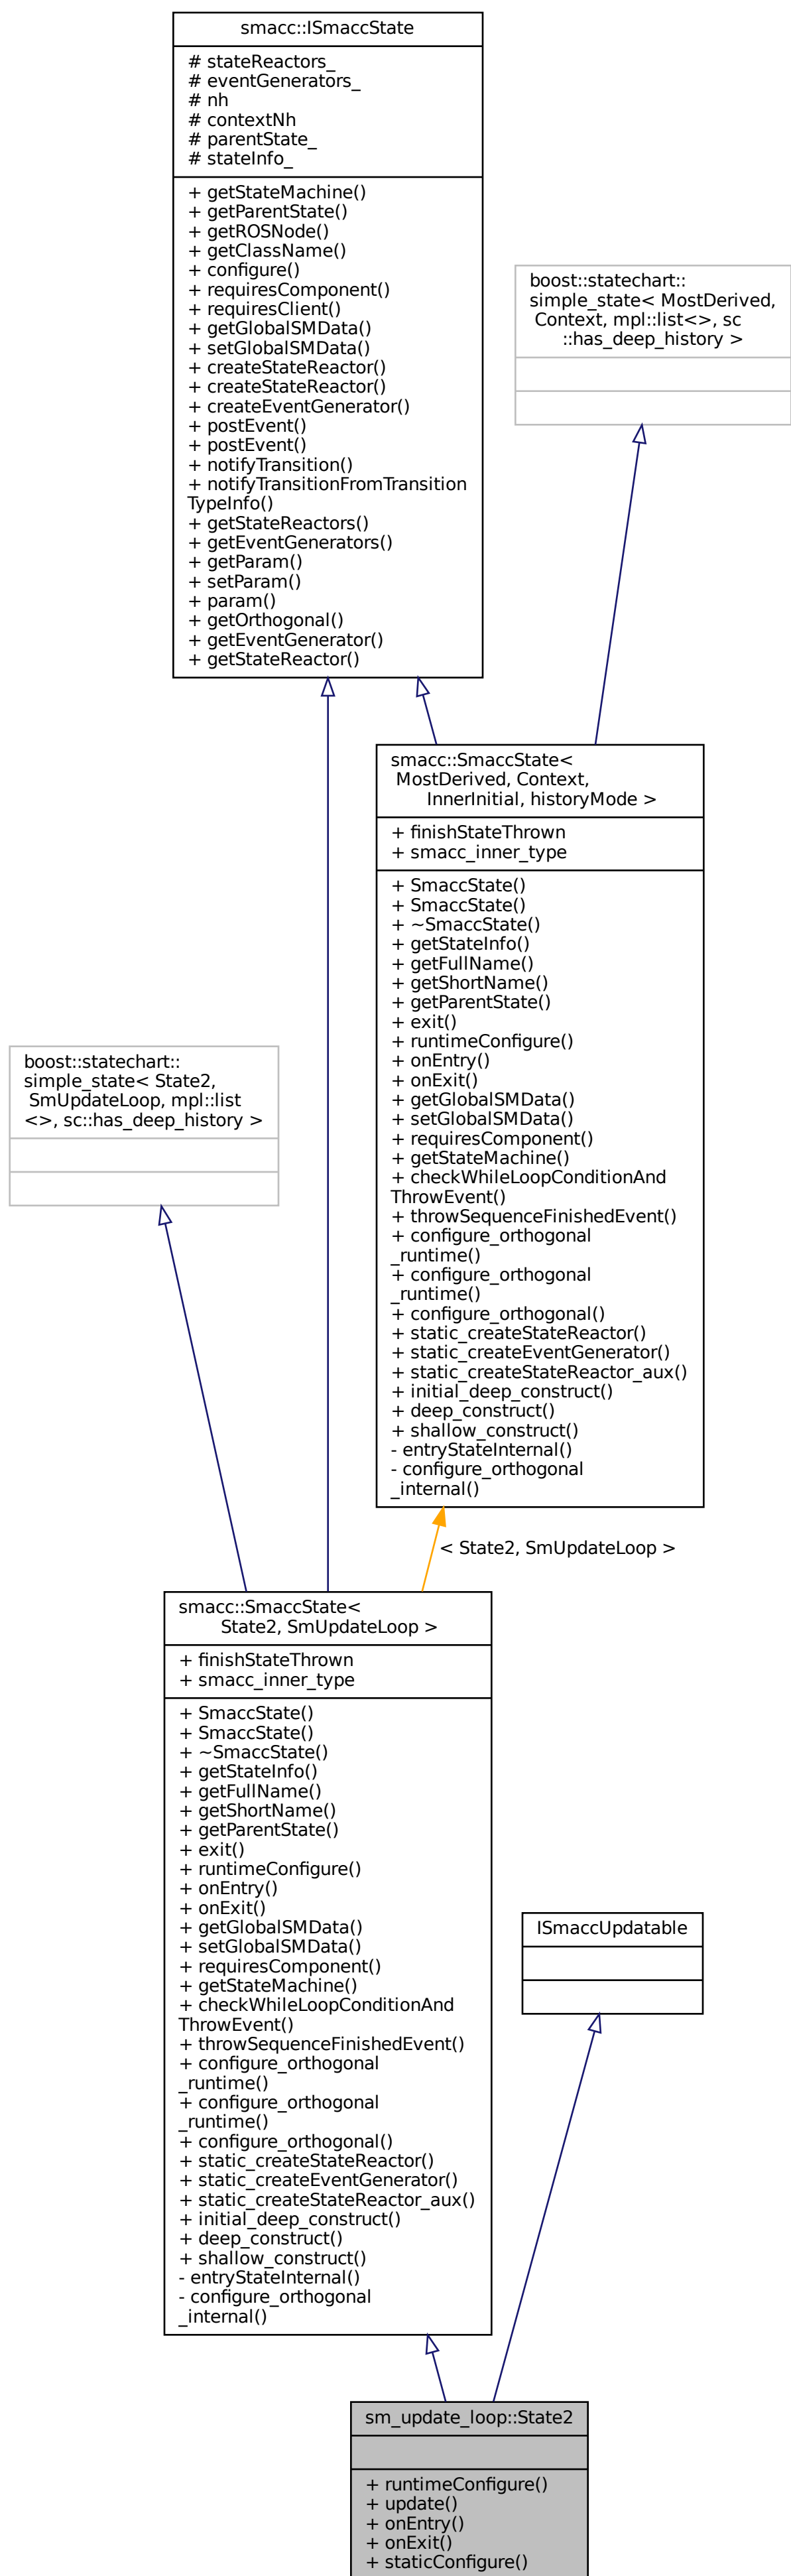 smacc::ISmaccState
# stateReactors_
# eventGenerators_
# nh
# contextNh
# parentState_
# stateInfo_
+ getStateMachine()
+ getParentState()
+ getROSNode()
+ getClassName()
+ configure()
+ requiresComponent()
+ requiresClient()
+ getGlobalSMData()
+ setGlobalSMData()
+ createStateReactor()
+ createStateReactor()
+ createEventGenerator()
+ postEvent()
+ postEvent()
+ notifyTransition()
+ notifyTransitionFromTransition
TypeInfo()
+ getStateReactors()
+ getEventGenerators()
+ getParam()
+ setParam()
+ param()
+ getOrthogonal()
+ getEventGenerator()
+ getStateReactor()
boost::statechart::
simple_state< MostDerived,
Context, mpl::list<>, sc
::has_deep_history >
smacc::SmaccState<
MostDerived, Context,
InnerInitial, historyMode >
+ finishStateThrown
+ smacc_inner_type
+ SmaccState()
+ SmaccState()
+ ~SmaccState()
+ getStateInfo()
+ getFullName()
+ getShortName()
+ getParentState()
+ exit()
+ runtimeConfigure()
+ onEntry()
+ onExit()
+ getGlobalSMData()
+ setGlobalSMData()
+ requiresComponent()
+ getStateMachine()
+ checkWhileLoopConditionAnd
ThrowEvent()
+ throwSequenceFinishedEvent()
+ configure_orthogonal
_runtime()
+ configure_orthogonal
_runtime()
+ configure_orthogonal()
+ static_createStateReactor()
+ static_createEventGenerator()
+ static_createStateReactor_aux()
+ initial_deep_construct()
+ deep_construct()
+ shallow_construct()
- entryStateInternal()
- configure_orthogonal
_internal()
boost::statechart::
simple_state< State2,
SmUpdateLoop, mpl::list
<>, sc::has_deep_history >
< State2, SmUpdateLoop >
smacc::SmaccState<
State2, SmUpdateLoop >
+ finishStateThrown
+ smacc_inner_type
+ SmaccState()
+ SmaccState()
+ ~SmaccState()
+ getStateInfo()
+ getFullName()
+ getShortName()
+ getParentState()
+ exit()
+ runtimeConfigure()
+ onEntry()
+ onExit()
+ getGlobalSMData()
+ setGlobalSMData()
+ requiresComponent()
+ getStateMachine()
+ checkWhileLoopConditionAnd
ThrowEvent()
+ throwSequenceFinishedEvent()
+ configure_orthogonal
_runtime()
+ configure_orthogonal
_runtime()
+ configure_orthogonal()
+ static_createStateReactor()
+ static_createEventGenerator()
+ static_createStateReactor_aux()
+ initial_deep_construct()
+ deep_construct()
+ shallow_construct()
- entryStateInternal()
- configure_orthogonal
_internal()
ISmaccUpdatable
sm_update_loop::State2
+ runtimeConfigure()
+ update()
+ onEntry()
+ onExit()
+ staticConfigure()